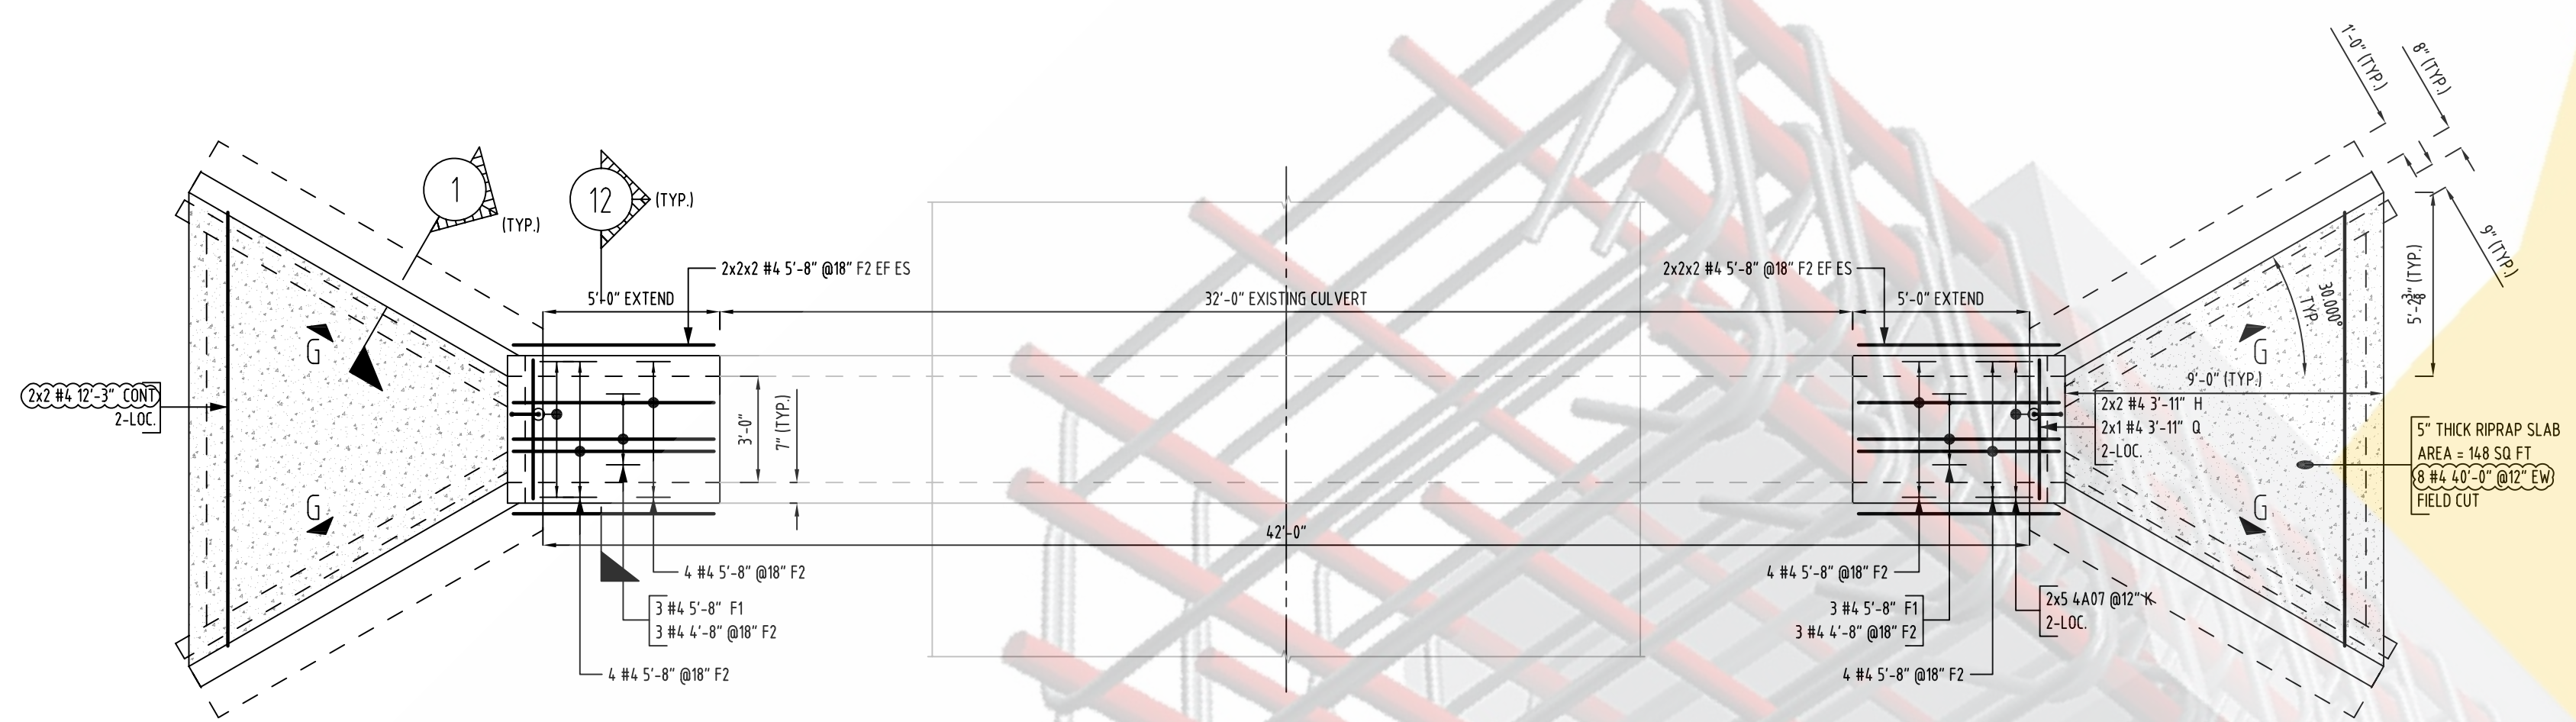 1'-0" (TYP.)
8" (TYP.)
1
(TYP.)
12
(TYP.)
9" (TYP.)
5'-2 3/8" (TYP.)
2x2x2 #4 5'-8" @18" F2 EF ES
2x2x2 #4 5'-8" @18" F2 EF ES
5'-0" EXTEND
32'-0" EXISTING CULVERT
5'-0" EXTEND
30.000°
TYP
G
G
9'-0" (TYP.)
2x2 #4 12'-3" CONT
2-LOC.
3'-0"
7" (TYP.)
2x2 #4 3'-11" H
2x1 #4 3'-11" Q
2-LOC.
5" THICK RIPRAP SLAB
AREA = 148 SQ FT
8 #4 40'-0" @12" EW
FIELD CUT
G
G
42'-0"
4 #4 5'-8" @18" F2
4 #4 5'-8" @18" F2
3 #4 5'-8" F1
3 #4 4'-8" @18" F2
3 #4 5'-8" F1
3 #4 4'-8" @18" F2
2x5 4A07 @12" K
2-LOC.
4 #4 5'-8" @18" F2
4 #4 5'-8" @18" F2